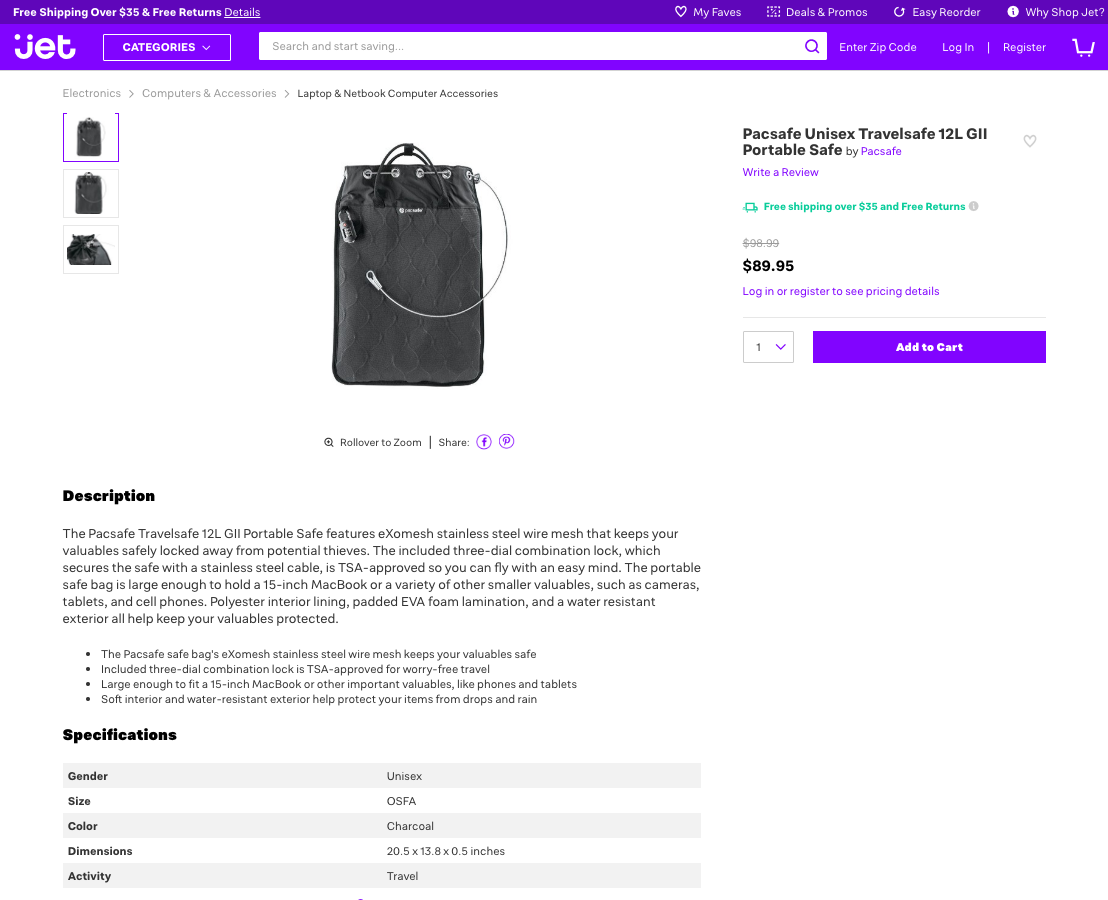 Free Shipping Over $35 & Free Returns Details
My Faves
Deals & Promos
Easy Reorder
Why Shop Jet?
jet
CATEGORIES
Search and start saving...
Enter Zip Code
Log In | Register
Electronics > Computers & Accessories > Laptop & Netbook Computer Accessories
pacsafe
Pacsafe Unisex Travelsafe 12L GII
Portable Safe by Pacsafe
Write a Review
Free shipping over $35 and Free Returns
$98.99
$89.95
Log in or register to see pricing details
1
Add to Cart
Rollover to Zoom | Share:
Description
The Pacsafe Travelsafe 12L GII Portable Safe features eXomesh stainless steel wire mesh that keeps your
valuables safely locked away from potential thieves. The included three-dial combination lock, which
secures the safe with a stainless steel cable, is TSA-approved so you can fly with an easy mind. The portable
safe bag is large enough to hold a 15-inch MacBook or a variety of other smaller valuables, such as cameras,
tablets, and cell phones. Polyester interior lining, padded EVA foam lamination, and a water resistant
exterior all help keep your valuables protected.
• The Pacsafe safe bag's eXomesh stainless steel wire mesh keeps your valuables safe
• Included three-dial combination lock is TSA-approved for worry-free travel
• Large enough to fit a 15-inch MacBook or other important valuables, like phones and tablets
• Soft interior and water-resistant exterior help protect your items from drops and rain
Specifications
Gender Unisex
Size OSFA
Color Charcoal
Dimensions 20.5 x 13.8 x 0.5 inches
Activity Travel